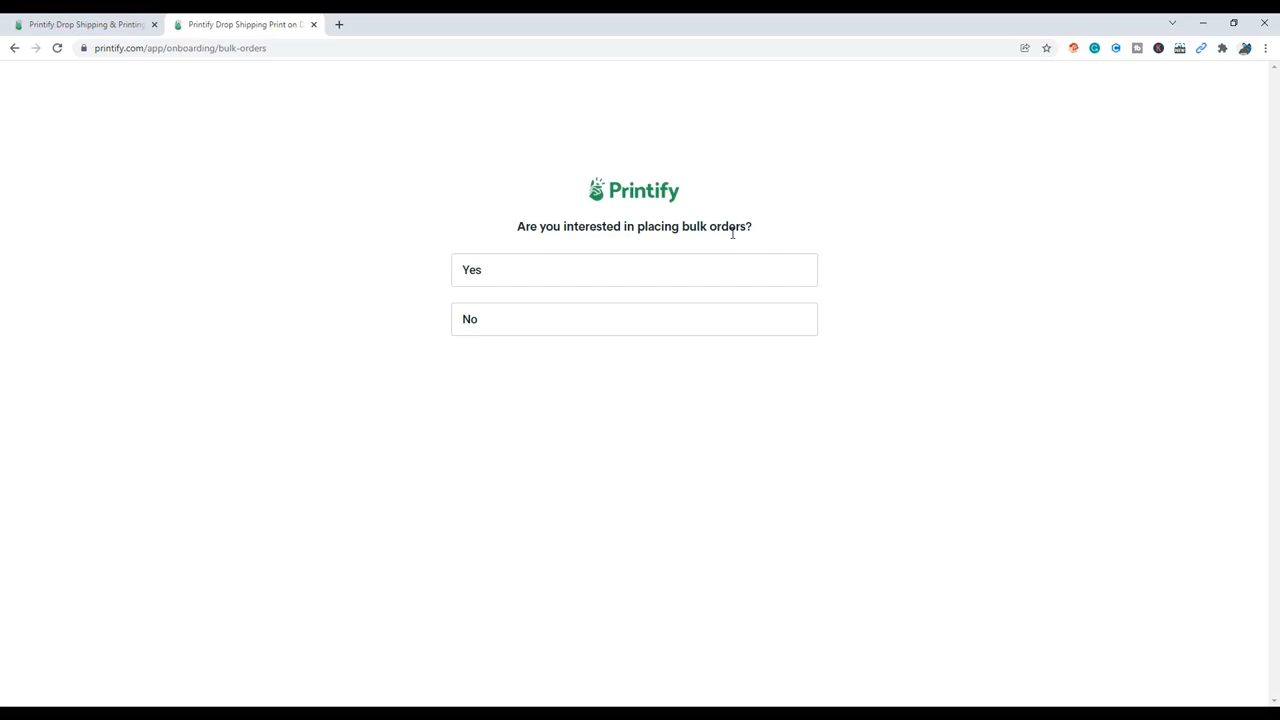 Printify Drop Shipping & Printing
Printify Drop Shipping Print on D
printify.com/app/onboarding/bulk-orders
Printify
Are you interested in placing bulk orders?
Yes
No